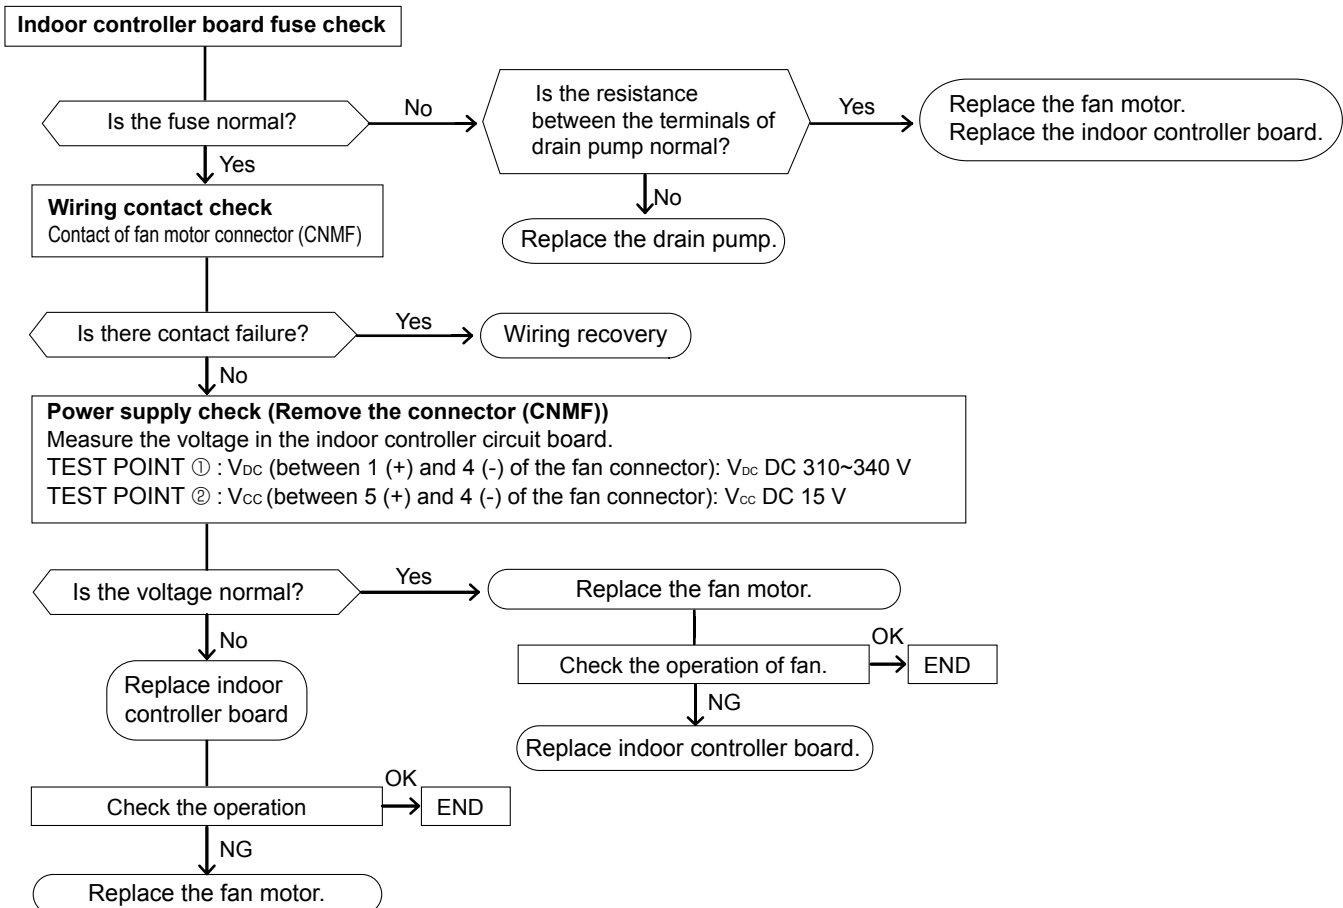 Indoor controller board fuse check
Is the fuse normal?
No
Is the resistance
between the terminals of
drain pump normal?
Yes
Replace the fan motor.
Replace the indoor controller board.
Yes
No
Wiring contact check
Contact of fan motor connector (CNMF)
Replace the drain pump.
Is there contact failure?
Yes
Wiring recovery
No
Power supply check (Remove the connector (CNMF))
Measure the voltage in the indoor controller circuit board.
TEST POINT ① : VDC (between 1 (+) and 4 (-) of the fan connector): VDC DC 310~340 V
TEST POINT ② : VCC (between 5 (+) and 4 (-) of the fan connector): VCC DC 15 V
Is the voltage normal?
Yes
Replace the fan motor.
No
Check the operation of fan.
OK
END
Replace indoor
controller board
NG
Replace indoor controller board.
Check the operation
OK
END
NG
Replace the fan motor.